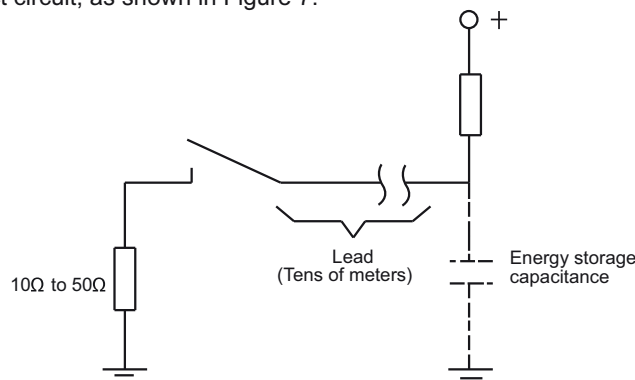 t circuit, as shown in Figure 7.
+
Lead
(Tens of meters)
Energy storage
capacitance
10Ω to 50Ω